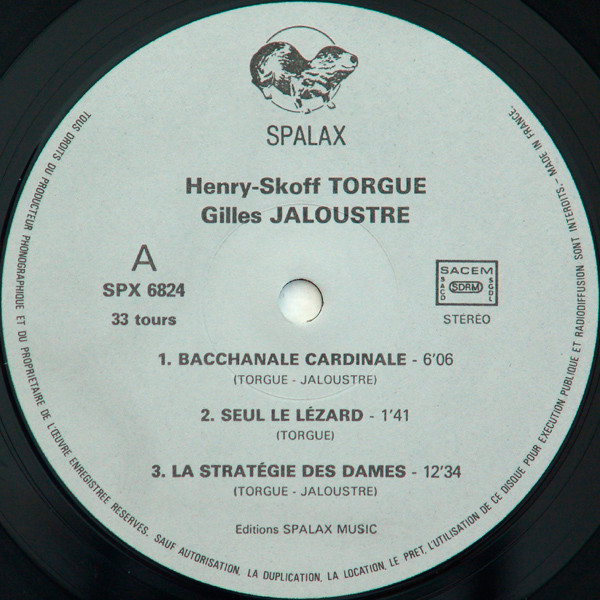 SPALAX
Henry-Skoff TORGUE
Gilles JALOUSTRE
A
SPX 6824
33 tours
SACEM
SACD
SDRM
SGDL
STÉRÉO
1. BACCHANALE CARDINALE - 6'06
(TORGUE - JALOUSTRE)
2. SEUL LE LÉZARD - 1'41
(TORGUE)
3. LA STRATÉGIE DES DAMES - 12'34
(TORGUE - JALOUSTRE)
Editions SPALAX MUSIC
TOUS DROITS DU PRODUCTEUR PHONOGRAPHIQUE ET DU PROPRIETAIRE DE L'ŒUVRE ENREGISTREE RESERVES. SAUF AUTORISATION, LA DUPLICATION, LA LOCATION, LE PRET, L'UTILISATION DE CE DISQUE POUR EXECUTION PUBLIQUE ET RADIODIFFUSION SONT INTERDITS. - MADE IN FRANCE.